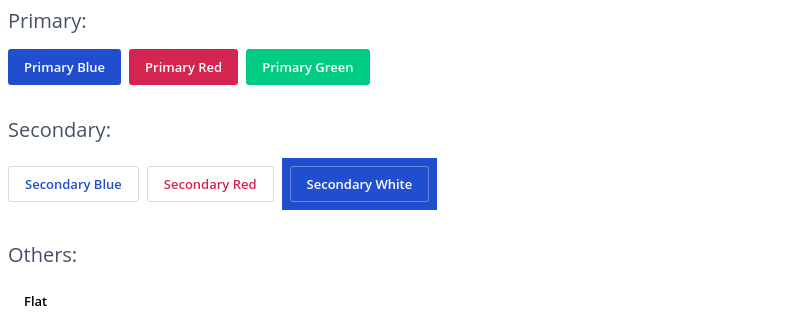 Primary:
Primary Blue Primary Red Primary Green
Secondary:
Secondary Blue Secondary Red Secondary White
Others:
Flat